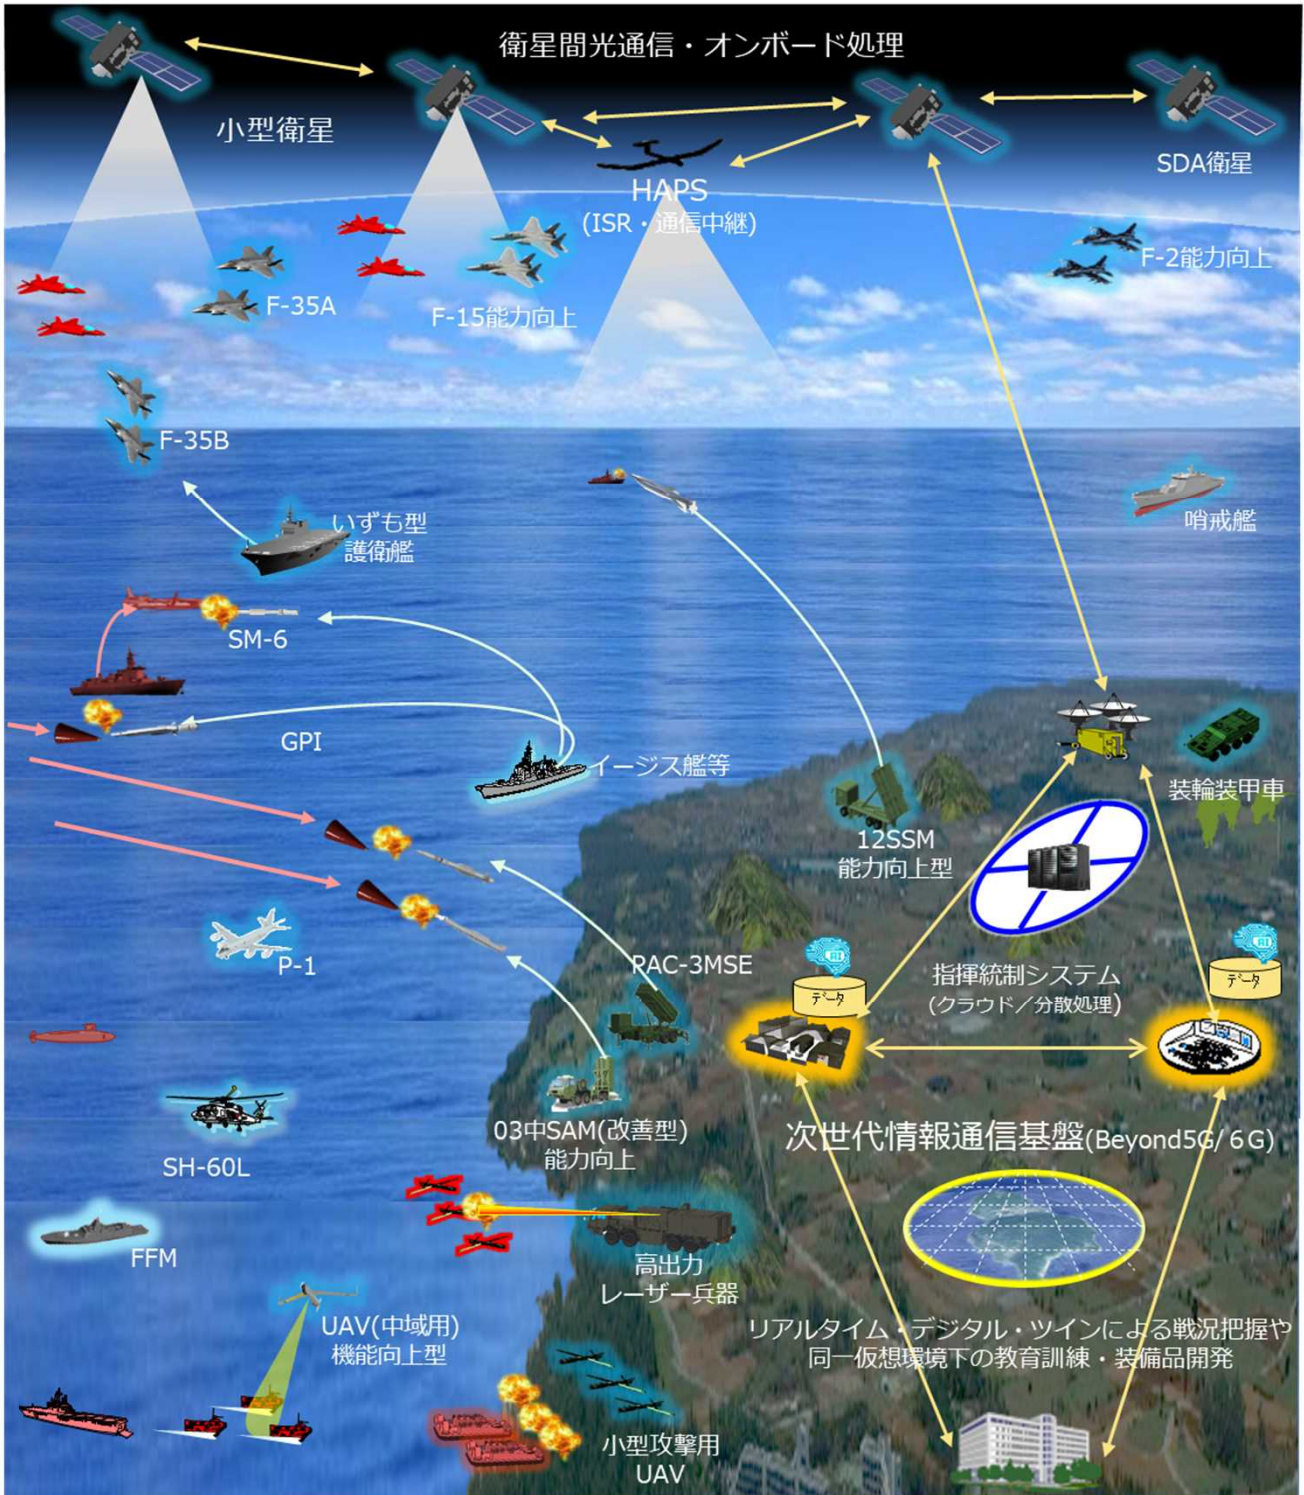 衛星間光通信・オンボード処理
小型衛星
SDA衛星
HAPS
(ISR・通信中継)
F-35A
F-15能力向上
F-2能力向上
F-35B
いずも型
護衛艦
哨戒艦
SM-6
GPI
イージス艦等
装輪装甲車
12SSM
能力向上型
P-1
PAC-3MSE
AI
データ
AI
データ
指揮統制システム
(クラウド／分散処理)
03中SAM(改善型)
能力向上
SH-60L
次世代情報通信基盤(Beyond5G/６G)
FFM
高出力
レーザー兵器
UAV(中域用)
機能向上型
リアルタイム・デジタル・ツインによる戦況把握や
同一仮想環境下の教育訓練・装備品開発
小型攻撃用
UAV